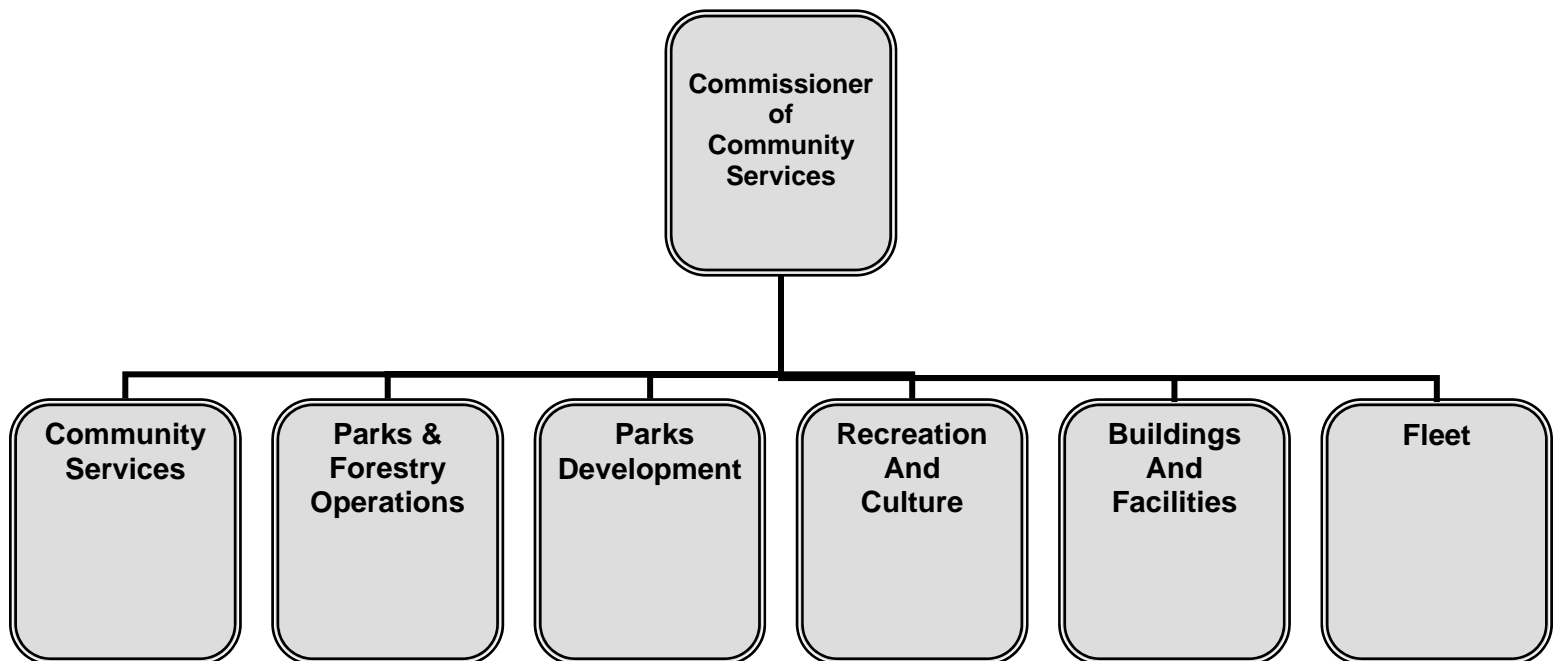 Commissioner
of
Community
Services
Community
Services
Parks &
Forestry
Operations
Parks
Development
Recreation
And
Culture
Buildings
And
Facilities
Fleet